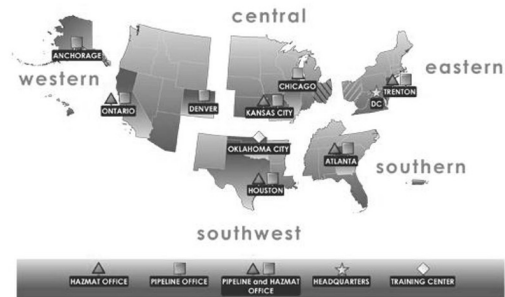 central
ANCHORAGE
western
eastern
CHICAGO
TRENTON
DENVER
DC
ONTARIO
KANSAS CITY
OKLAHOMA CITY
ATLANTA
southern
HOUSTON
southwest
HAZMAT OFFICE
PIPELINE OFFICE
PIPELINE and HAZMAT
OFFICE
HEADQUARTERS
TRAINING CENTER